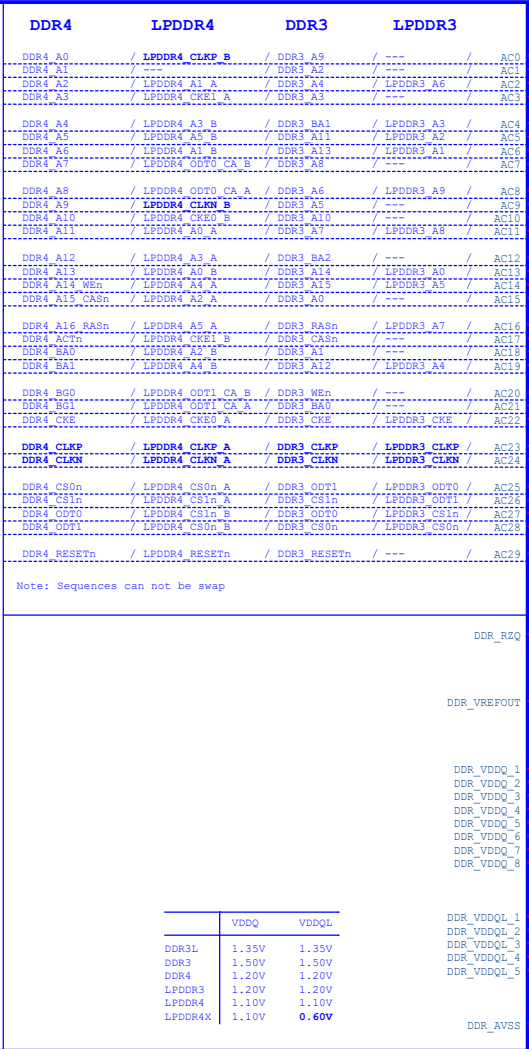 DDR4 LPDDR4 DDR3 LPDDR3
DDR4_A0 / LPDDR4_CLKP_B / DDR3_A9 / --- / AC0
DDR4_A1 / --- / DDR3_A2 / --- / AC1
DDR4_A2 / LPDDR4_A1_A / DDR3_A4 / LPDDR3_A6 / AC2
DDR4_A3 / LPDDR4_CKE1_A / DDR3_A3 / --- / AC3
DDR4_A4 / LPDDR4_A3_B / DDR3_BA1 / LPDDR3_A3 / AC4
DDR4_A5 / LPDDR4_A5_B / DDR3_A11 / LPDDR3_A2 / AC5
DDR4_A6 / LPDDR4_A1_B / DDR3_A13 / LPDDR3_A1 / AC6
DDR4_A7 / LPDDR4_ODT0_CA_B / DDR3_A8 / --- / AC7
DDR4_A8 / LPDDR4_ODT0_CA_A / DDR3_A6 / LPDDR3_A9 / AC8
DDR4_A9 / LPDDR4_CLKN_B / DDR3_A5 / --- / AC9
DDR4_A10 / LPDDR4_CKE0_B / DDR3_A10 / --- / AC10
DDR4_A11 / LPDDR4_A0_A / DDR3_A7 / LPDDR3_A8 / AC11
DDR4_A12 / LPDDR4_A3_A / DDR3_BA2 / --- / AC12
DDR4_A13 / LPDDR4_A0_B / DDR3_A14 / LPDDR3_A0 / AC13
DDR4_A14_WEn / LPDDR4_A4_A / DDR3_A15 / LPDDR3_A5 / AC14
DDR4_A15_CASn / LPDDR4_A2_A / DDR3_A0 / --- / AC15
DDR4_A16_RASn / LPDDR4_A5_A / DDR3_RASn / LPDDR3_A7 / AC16
DDR4_ACTn / LPDDR4_CKE1_B / DDR3_CASn / --- / AC17
DDR4_BA0 / LPDDR4_A2_B / DDR3_A1 / --- / AC18
DDR4_BA1 / LPDDR4_A4_B / DDR3_A12 / LPDDR3_A4 / AC19
DDR4_BG0 / LPDDR4_ODT1_CA_B / DDR3_WEn / --- / AC20
DDR4_BG1 / LPDDR4_ODT1_CA_A / DDR3_BA0 / --- / AC21
DDR4_CKE / LPDDR4_CKE0_A / DDR3_CKE / LPDDR3_CKE / AC22
DDR4_CLKP / LPDDR4_CLKP_A / DDR3_CLKP / LPDDR3_CLKP / AC23
DDR4_CLKN / LPDDR4_CLKN_A / DDR3_CLKN / LPDDR3_CLKN / AC24
DDR4_CS0n / LPDDR4_CS0n_A / DDR3_ODT1 / LPDDR3_ODT0 / AC25
DDR4_CS1n / LPDDR4_CS1n_A / DDR3_CS1n / LPDDR3_ODT1 / AC26
DDR4_ODT0 / LPDDR4_CS1n_B / DDR3_ODT0 / LPDDR3_CS1n / AC27
DDR4_ODT1 / LPDDR4_CS0n_B / DDR3_CS0n / LPDDR3_CS0n / AC28
DDR4_RESETn / LPDDR4_RESETn / DDR3_RESETn / --- / AC29
Note: Sequences can not be swap
DDR_RZQ
DDR_VREFOUT
DDR_VDDQ_1
DDR_VDDQ_2
DDR_VDDQ_3
DDR_VDDQ_4
DDR_VDDQ_5
DDR_VDDQ_6
DDR_VDDQ_7
DDR_VDDQ_8
VDDQ VDDQL
DDR3L 1.35V 1.35V
DDR3 1.50V 1.50V
DDR4 1.20V 1.20V
LPDDR3 1.20V 1.20V
LPDDR4 1.10V 1.10V
LPDDR4X 1.10V 0.60V
DDR_VDDQL_1
DDR_VDDQL_2
DDR_VDDQL_3
DDR_VDDQL_4
DDR_VDDQL_5
DDR_AVSS